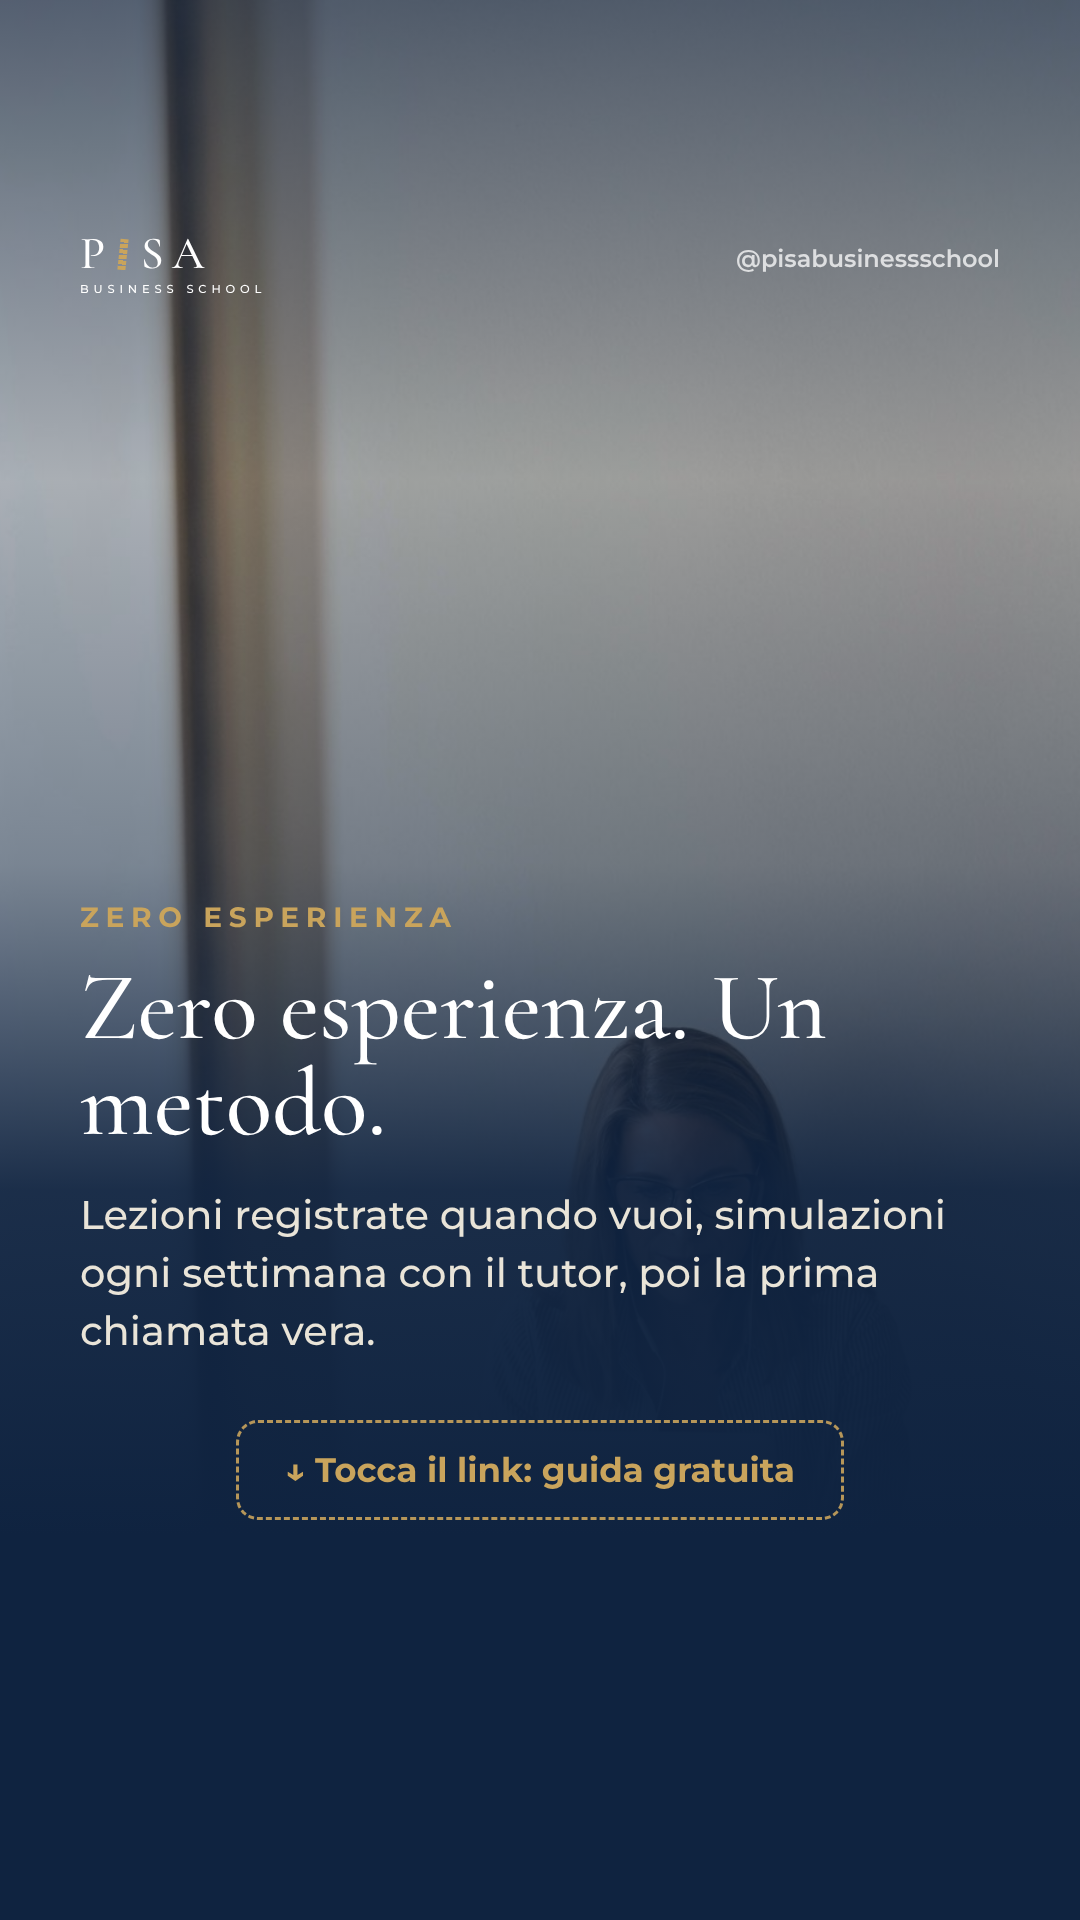 PISA
BUSINESS SCHOOL
@pisabusinessschool
ZERO ESPERIENZA
Zero esperienza. Un
metodo.
Lezioni registrate quando vuoi, simulazioni
ogni settimana con il tutor, poi la prima
chiamata vera.
↓ Tocca il link: guida gratuita